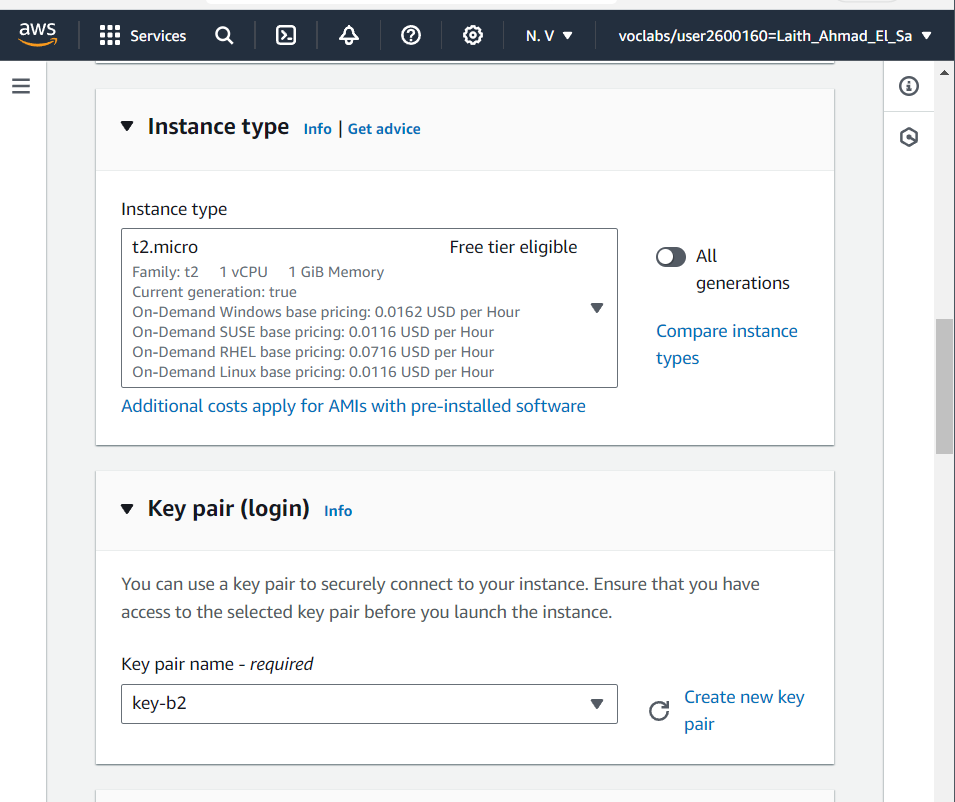 aws
Services
N. V
voclabs/user2600160=Laith_Ahmad_El_Sa
Instance type
Info | Get advice
Instance type
t2.micro
Free tier eligible
Family: t2 1 vCPU 1 GiB Memory
Current generation: true
On-Demand Windows base pricing: 0.0162 USD per Hour
On-Demand SUSE base pricing: 0.0116 USD per Hour
On-Demand RHEL base pricing: 0.0716 USD per Hour
On-Demand Linux base pricing: 0.0116 USD per Hour
All
generations
Compare instance
types
Additional costs apply for AMIs with pre-installed software
Key pair (login)
Info
You can use a key pair to securely connect to your instance. Ensure that you have
access to the selected key pair before you launch the instance.
Key pair name - required
key-b2
Create new key
pair